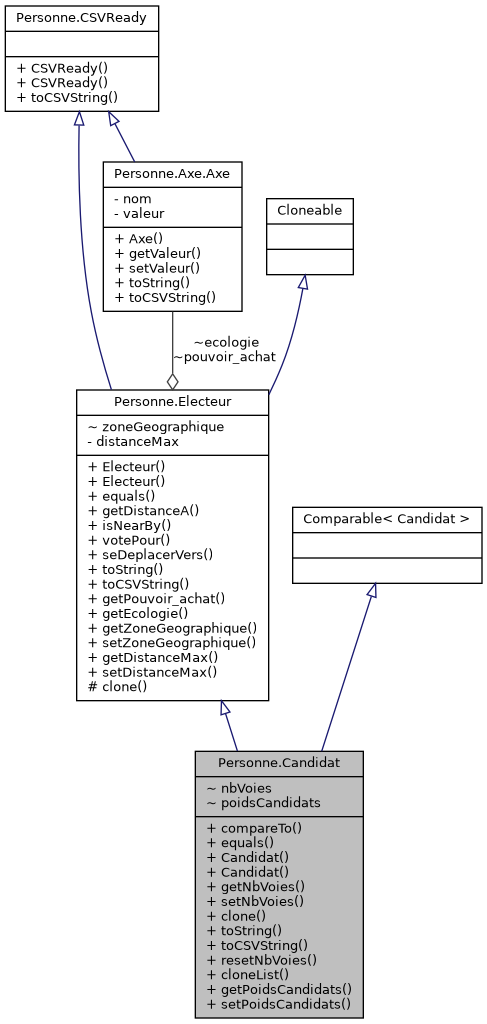 Personne.CSVReady
+ CSVReady()
+ CSVReady()
+ toCSVString()
Personne.Axe.Axe
- nom
- valeur
+ Axe()
+ getValeur()
+ setValeur()
+ toString()
+ toCSVString()
Cloneable
~ecologie
~pouvoir_achat
Personne.Electeur
~ zoneGeographique
- distanceMax
+ Electeur()
+ Electeur()
+ equals()
+ getDistanceA()
+ isNearBy()
+ votePour()
+ seDeplacerVers()
+ toString()
+ toCSVString()
+ getPouvoir_achat()
+ getEcologie()
+ getZoneGeographique()
+ setZoneGeographique()
+ getDistanceMax()
+ setDistanceMax()
# clone()
Comparable< Candidat >
Personne.Candidat
~ nbVoies
~ poidsCandidats
+ compareTo()
+ equals()
+ Candidat()
+ Candidat()
+ getNbVoies()
+ setNbVoies()
+ clone()
+ toString()
+ toCSVString()
+ resetNbVoies()
+ cloneList()
+ getPoidsCandidats()
+ setPoidsCandidats()